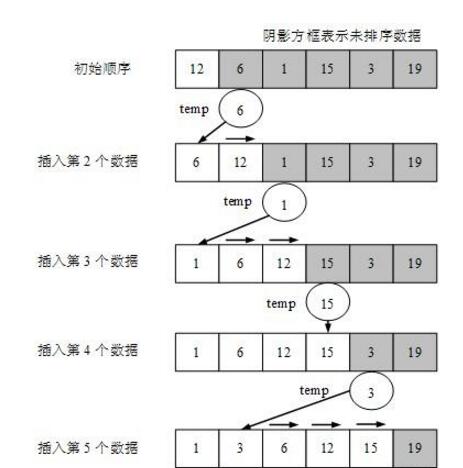 阴影方框表示未排序数据
初始顺序 12 6 1 15 3 19
temp 6
插入第 2 个数据 6 12 1 15 3 19
temp 1
插入第 3 个数据 1 6 12 15 3 19
temp 15
插入第 4 个数据 1 6 12 15 3 19
temp 3
插入第 5 个数据 1 3 6 12 15 19